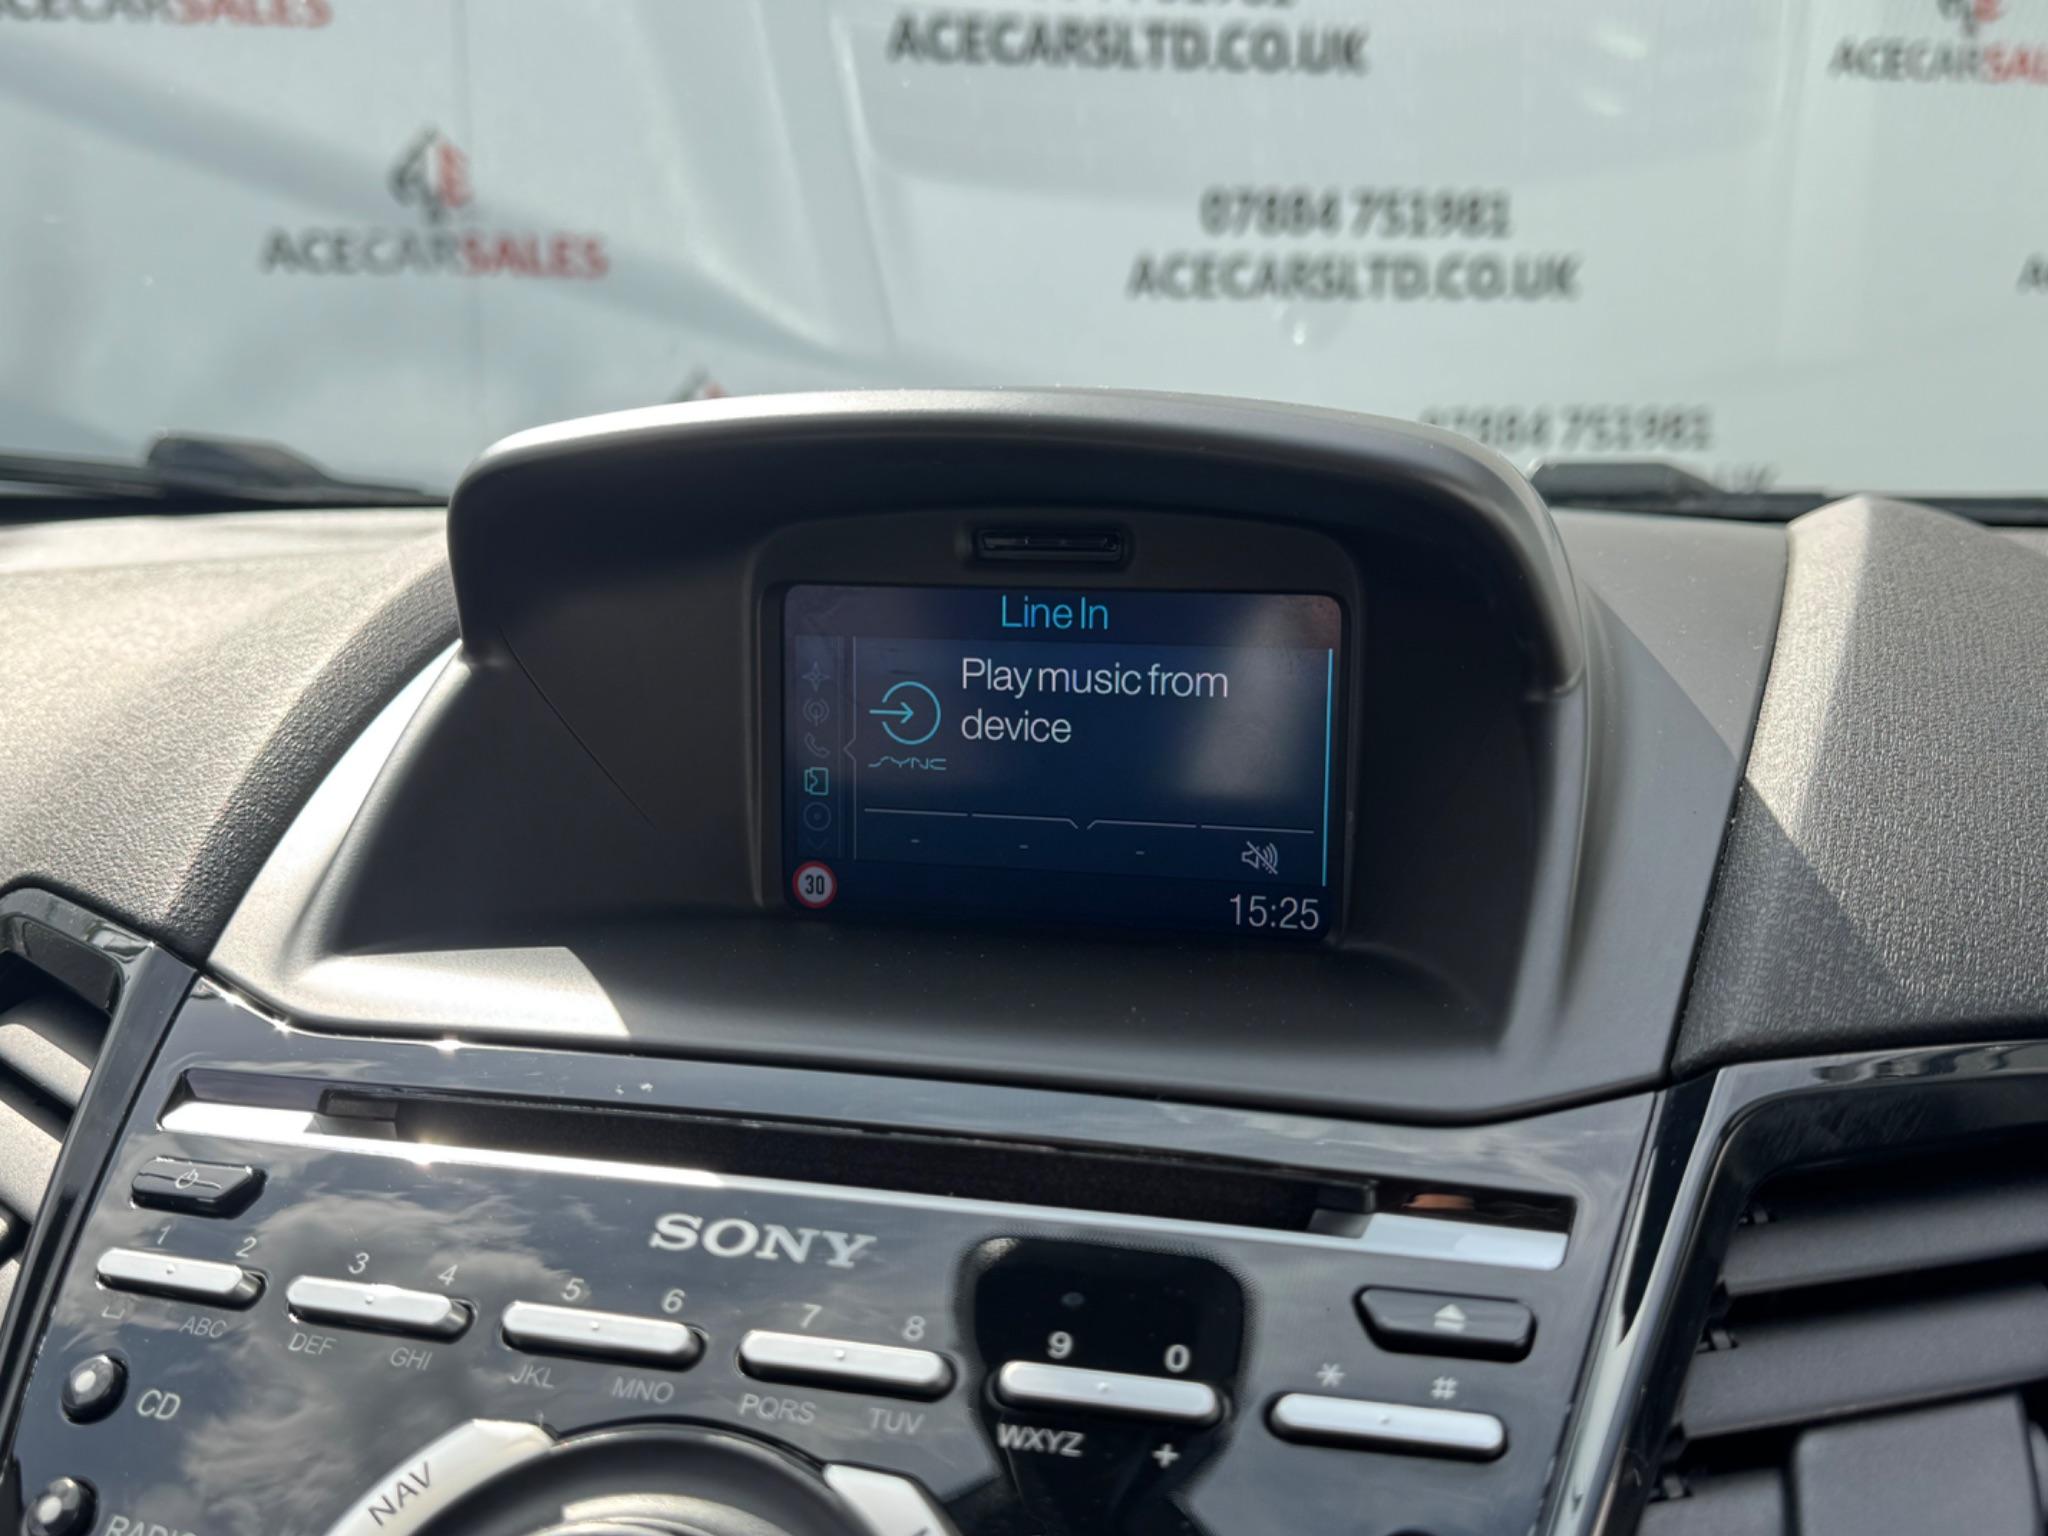 ACECARSALES
ACECARSLTD.CO.UK
ACECARSAL
ACECARSALES
07884 751981
ACECARSLTD.CO.UK
07884 751981
Line In
Play music from
device
SYNC
30
15:25
SONY
1 2 3 4 5 6 7 8 9 0 * #
ABC DEF GHI JKL MNO PQRS TUV WXYZ +
CD
NAV
RADIO